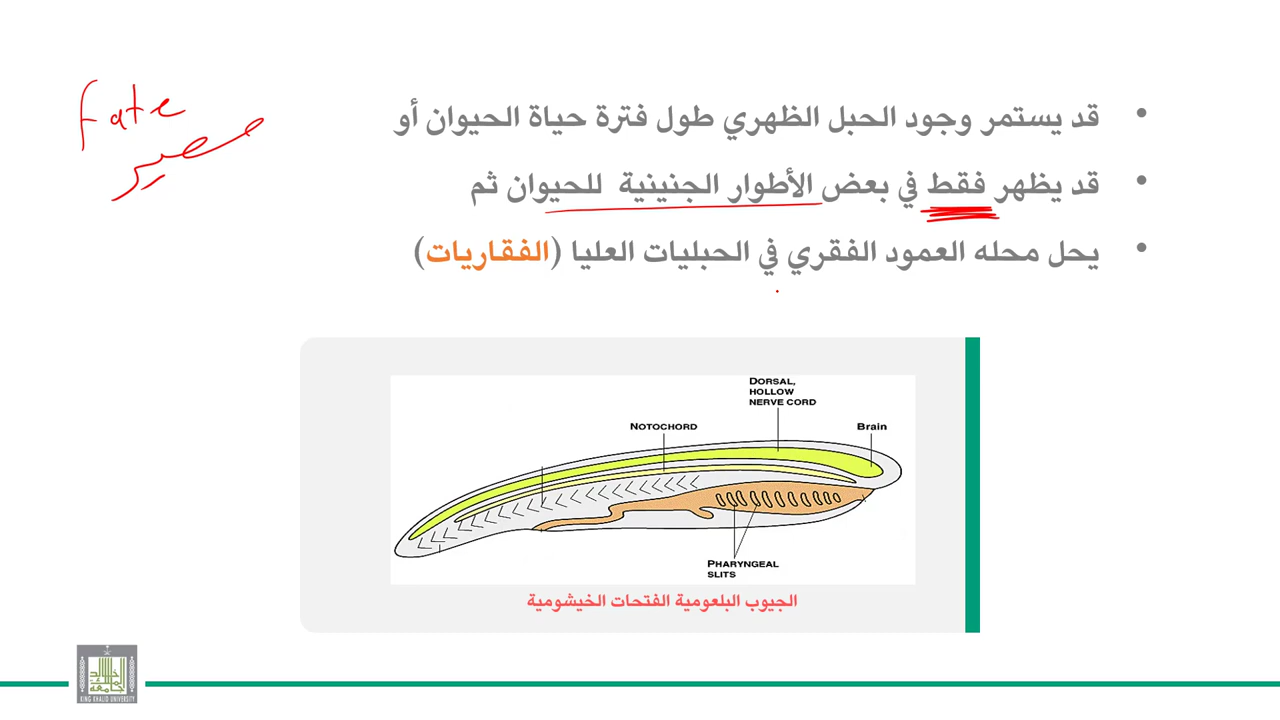 Fate
مصير
• قد يستمر وجود الحبل الظهري طول فترة حياة الحيوان أو
• قد يظهر فقط في بعض الأطوار الجنينية للحيوان ثم
• يحل محله العمود الفقري في الحبليات العليا (الفقاريات)
DORSAL,
HOLLOW
NERVE CORD
NOTOCHORD
Brain
PHARYNGEAL
SLITS
الجيوب البلعومية الفتحات الخيشومية
KING KHALID UNIVERSITY